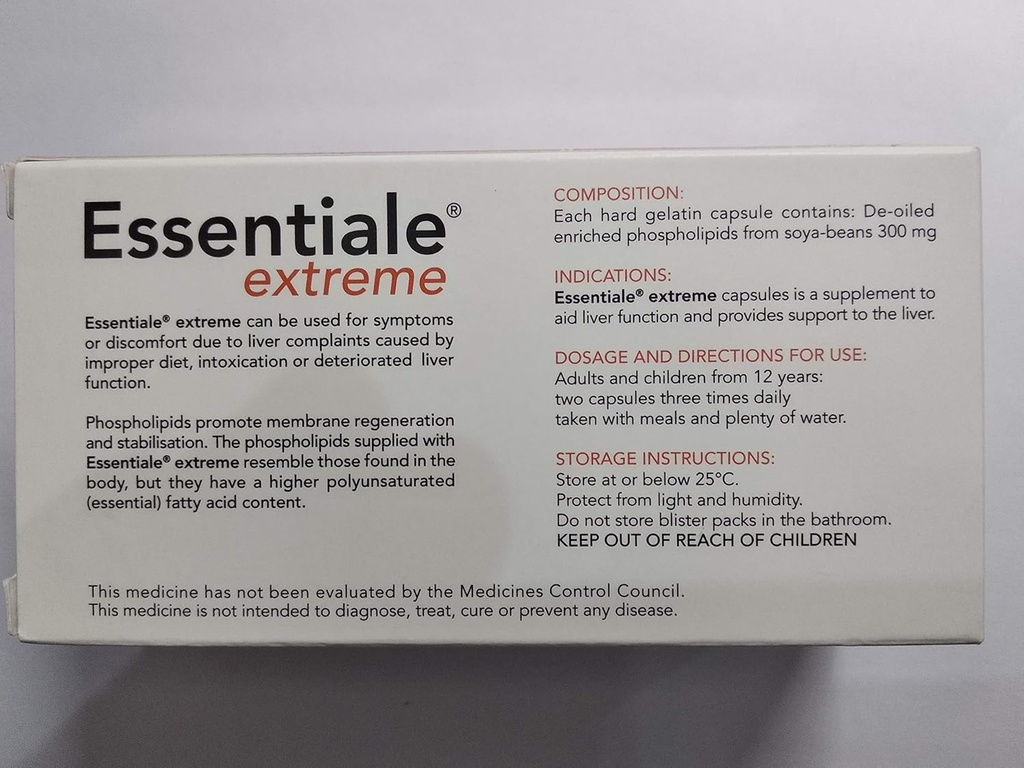 Essentiale®
extreme
Essentiale® extreme can be used for symptoms
or discomfort due to liver complaints caused by
improper diet, intoxication or deteriorated liver
function.
Phospholipids promote membrane regeneration
and stabilisation. The phospholipids supplied with
Essentiale® extreme resemble those found in the
body, but they have a higher polyunsaturated
(essential) fatty acid content.
COMPOSITION:
Each hard gelatin capsule contains: De-oiled
enriched phospholipids from soya-beans 300 mg
INDICATIONS:
Essentiale® extreme capsules is a supplement to
aid liver function and provides support to the liver.
DOSAGE AND DIRECTIONS FOR USE:
Adults and children from 12 years:
two capsules three times daily
taken with meals and plenty of water.
STORAGE INSTRUCTIONS:
Store at or below 25°C.
Protect from light and humidity.
Do not store blister packs in the bathroom.
KEEP OUT OF REACH OF CHILDREN
This medicine has not been evaluated by the Medicines Control Council.
This medicine is not intended to diagnose, treat, cure or prevent any disease.